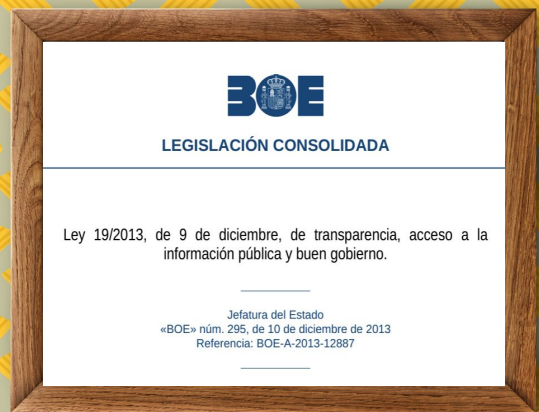 BOE
LEGISLACIÓN CONSOLIDADA
Ley 19/2013, de 9 de diciembre, de transparencia, acceso a la
información pública y buen gobierno.
Jefatura del Estado
«BOE» núm. 295, de 10 de diciembre de 2013
Referencia: BOE-A-2013-12887